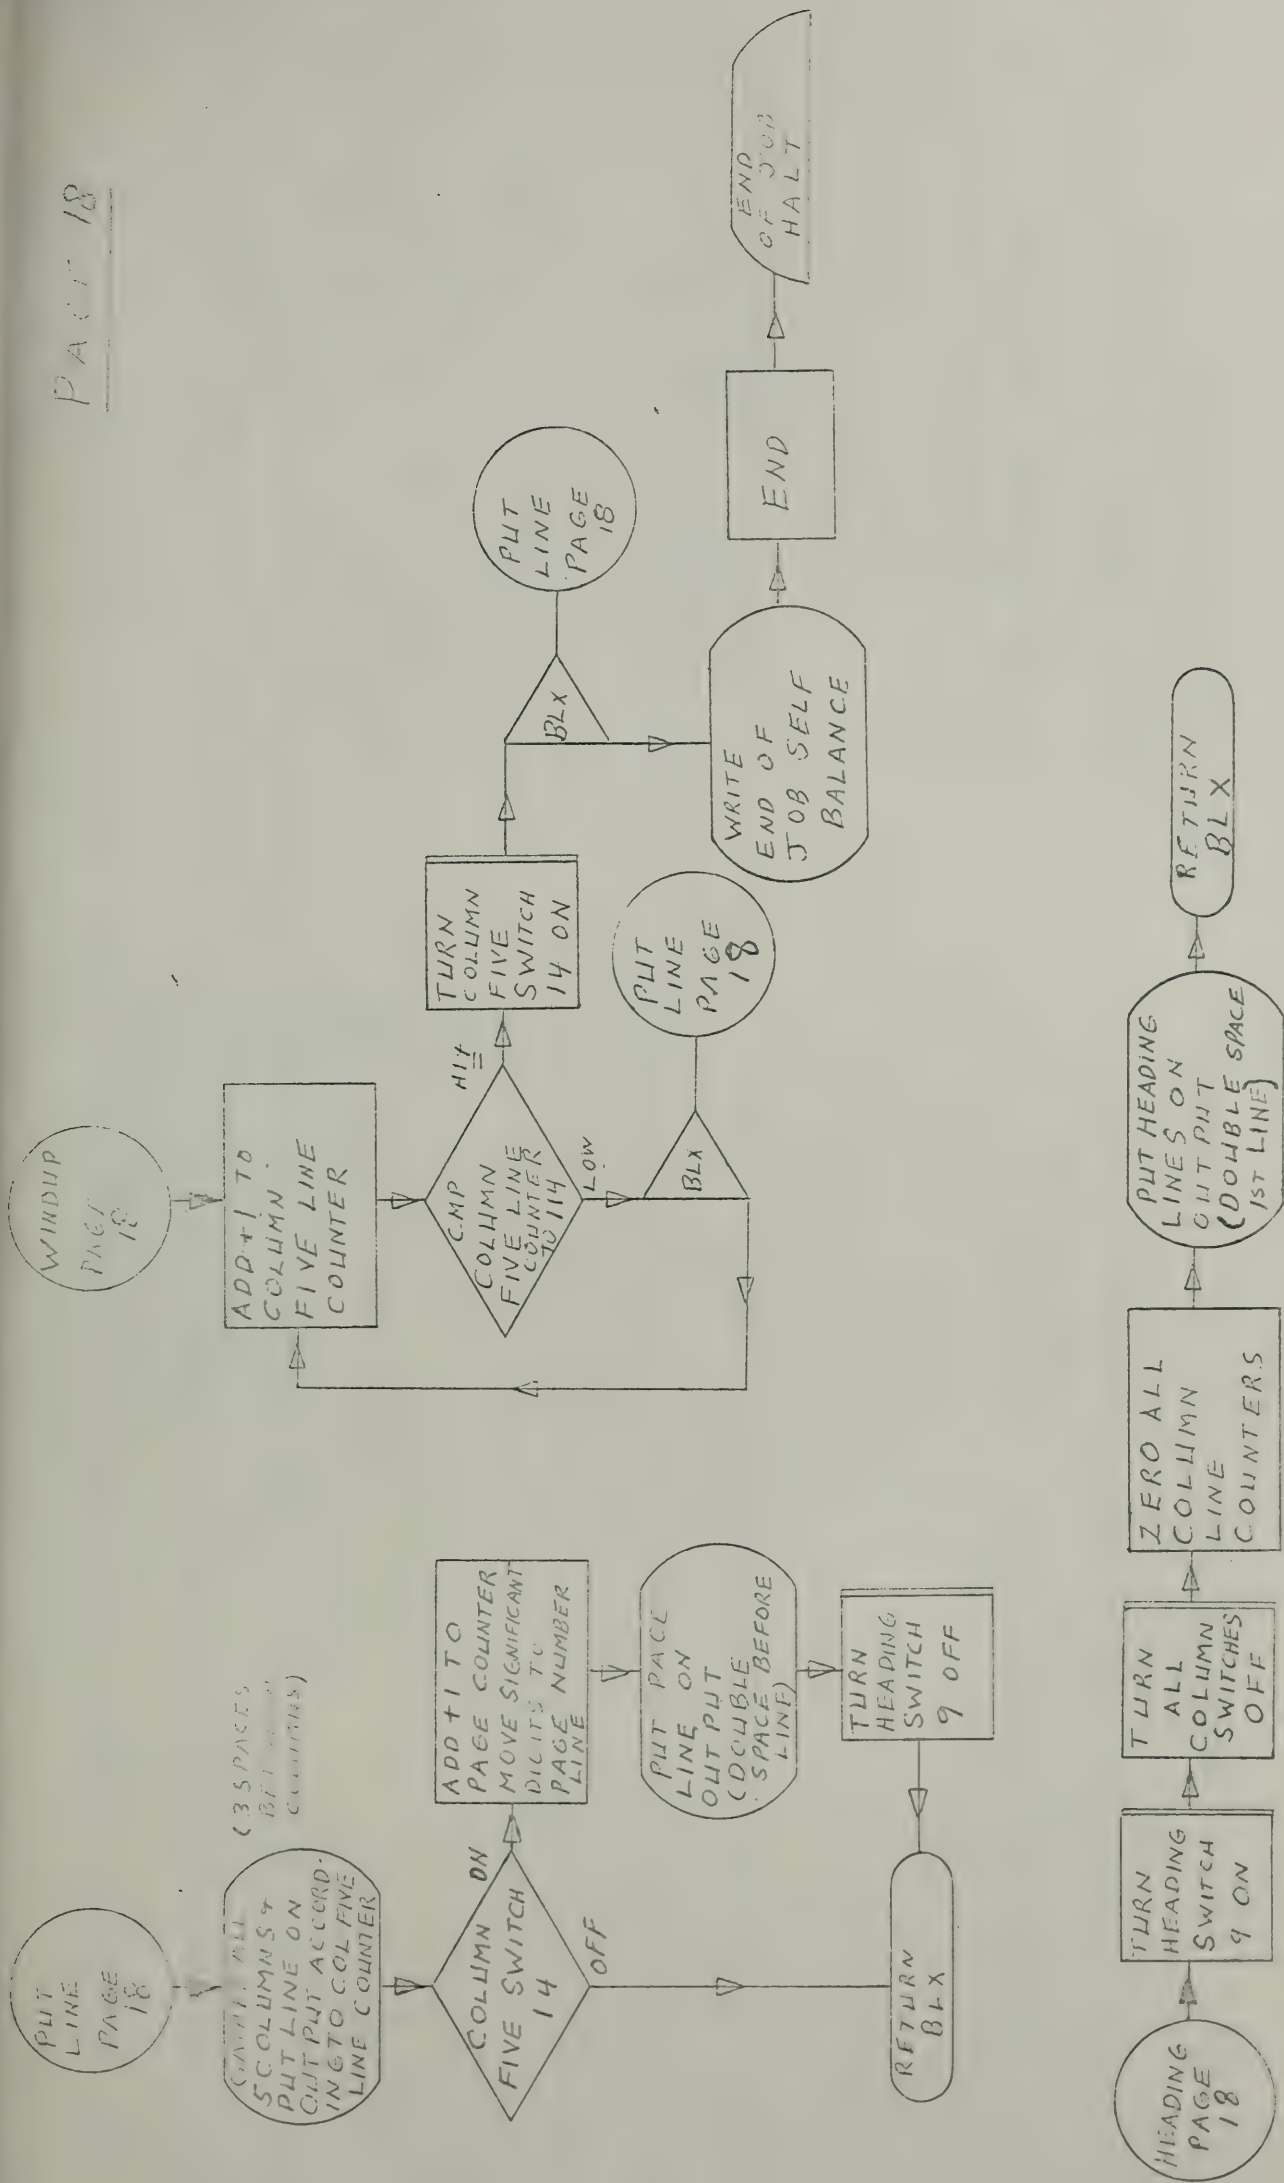 PAGE 18
PUT
LINE
PAGE
18
5 COLUMNS &
PUT LINE ON
OUTPUT ACCORD-
ING TO COL FIVE
LINE COUNTER
(3 SPACES
COLUMNS)
COLUMN
FIVE SWITCH
14
ON
OFF
ADD +1 TO
PAGE COUNTER
MOVE SIGNIFICANT
DIGITS TO
PAGE NUMBER
LINE
PUT PAGE
LINE ON
OUTPUT
(DOUBLE
SPACE BEFORE
LINE)
TURN
HEADING
SWITCH
9 OFF
RETURN
BLX
WINDUP
PAGE
18
ADD +1 TO
COLUMN
FIVE LINE
COUNTER
CMP
COLUMN
FIVE LINE
COUNTER
TO 114
HI +
=
LOW
TURN
COLUMN
FIVE
SWITCH
14 ON
BLX
PUT
LINE
PAGE
18
BLX
PUT
LINE
PAGE
18
WRITE
END OF
JOB SELF
BALANCE
END
END
OF JOB
HALT
HEADING
PAGE
18
TURN
HEADING
SWITCH
9 ON
TURN
ALL
COLUMN
SWITCHES
OFF
ZERO ALL
COLUMN
LINE
COUNTERS
PUT HEADING
LINES ON
OUTPUT
(DOUBLE SPACE
1ST LINE)
RETURN
BLX